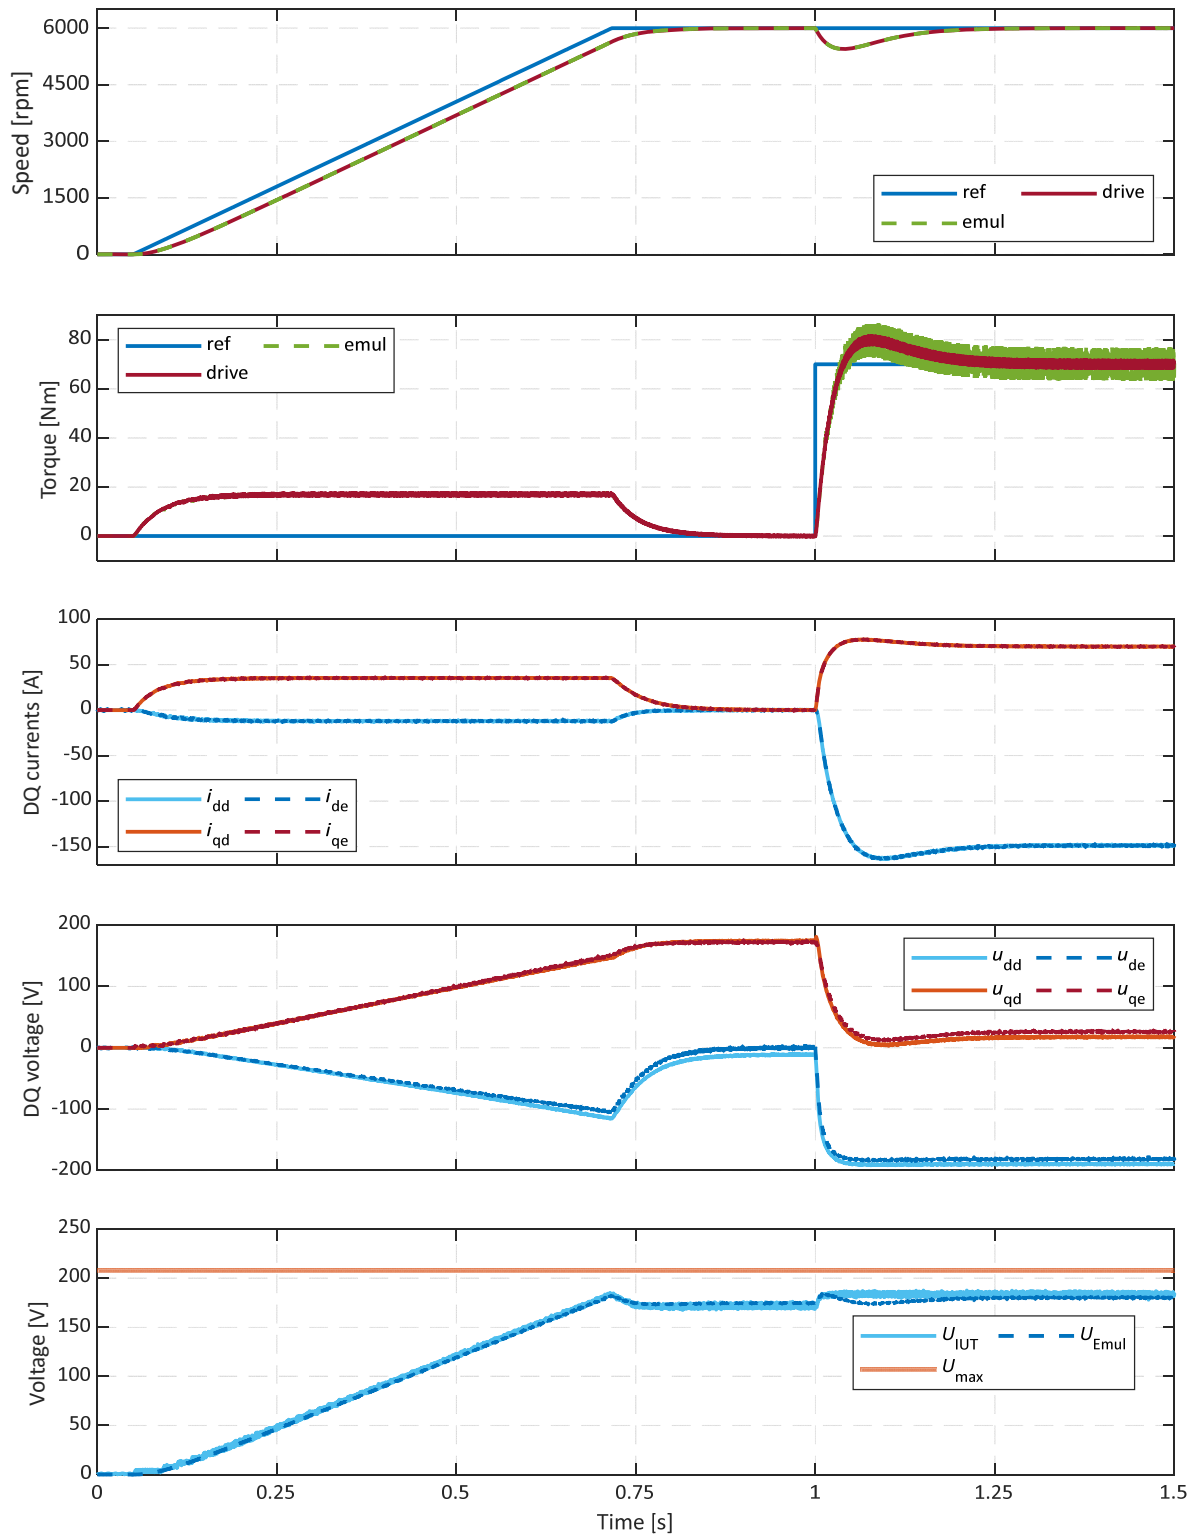 6000
4500
3000
1500
0
Speed [rpm]
ref drive
emul
80
60
40
20
0
Torque [Nm]
ref emul
drive
100
50
0
-50
-100
-150
DQ currents [A]
idd ide
iqd iqe
200
100
0
-100
-200
DQ voltage [V]
udd ude
uqd uqe
250
200
150
100
50
0
Voltage [V]
UIUT UEmul
Umax
0 0.25 0.5 0.75 1 1.25 1.5
Time [s]